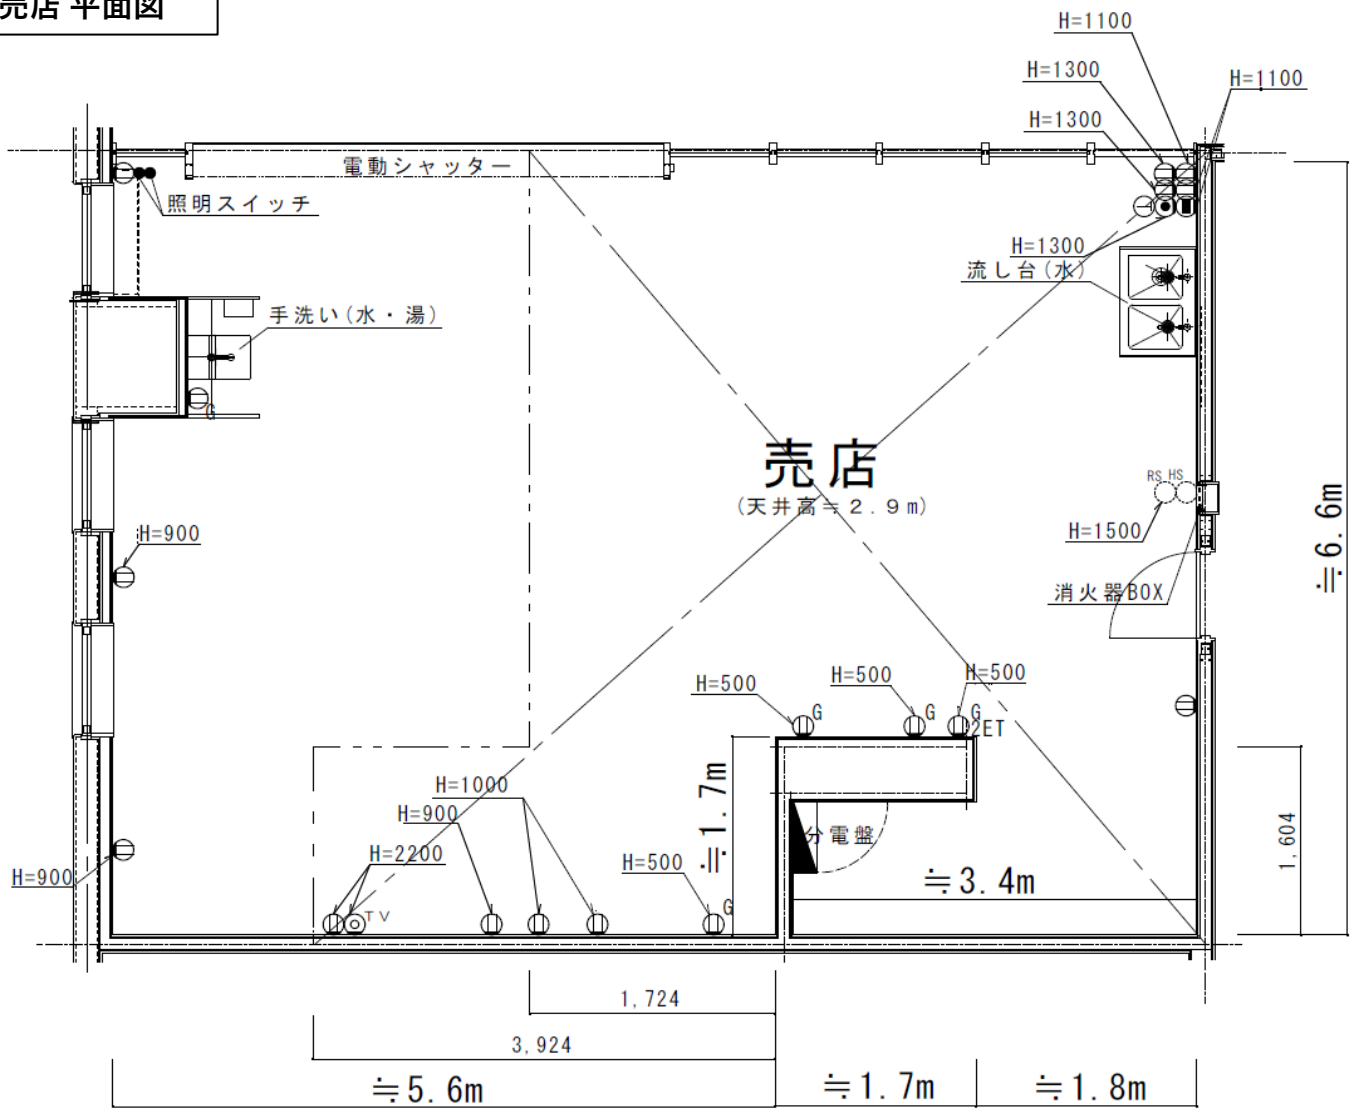 売店 平面図
H=1100
H=1300
H=1100
H=1300
電動シャッター
照明スイッチ
H=1300
流し台(水)
手洗い(水・湯)
G
売店
(天井高≒2.9m)
RS HS
H=1500
≒6.6m
H=900
消火器BOX
H=500
H=500
H=500
G
G
G
2ET
≒1.7m
H=1000
H=900
分電盤
1,604
H=2200
H=500
H=900
≒3.4m
TV
G
1,724
3,924
≒5.6m
≒1.7m
≒1.8m